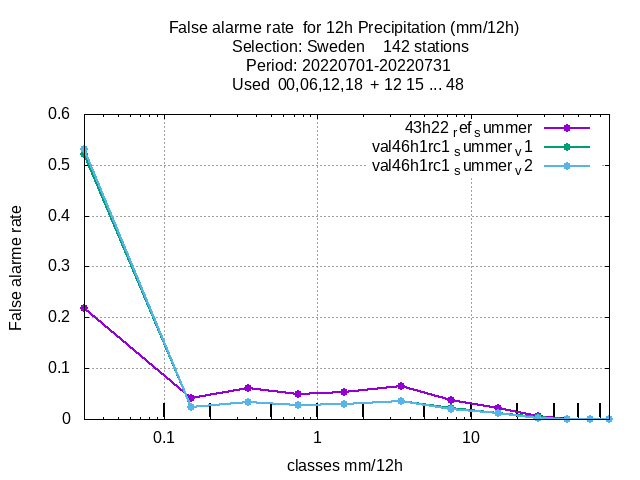 False alarme rate  for 12h Precipitation (mm/12h)
Selection: Sweden    142 stations
Period: 20220701-20220731
Used  00,06,12,18  + 12 15 ... 48
43h22_ref_summer
val46h1rc1_summer_v1
val46h1rc1_summer_v2
False alarme rate
0.6
0.5
0.4
0.3
0.2
0.1
0
0.1 1 10
classes mm/12h